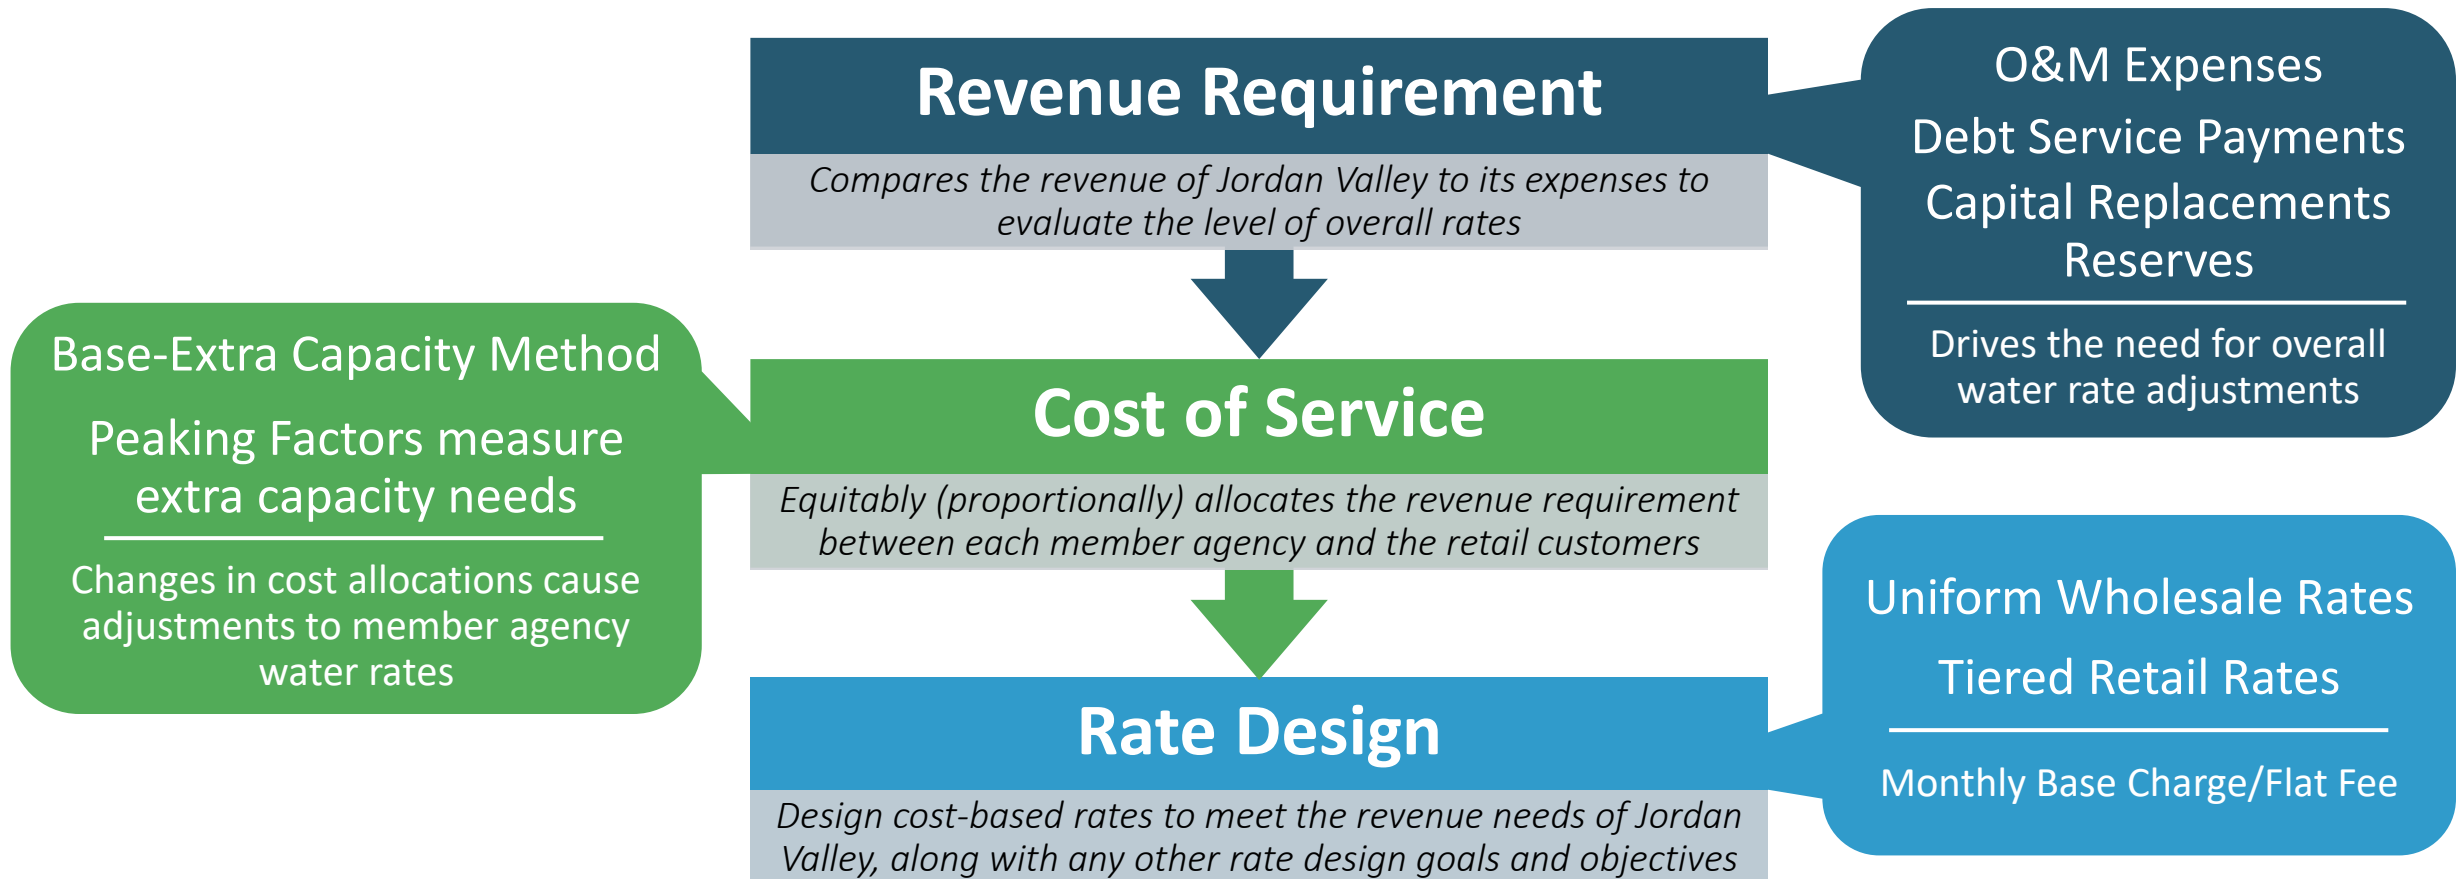 Revenue Requirement
Compares the revenue of Jordan Valley to its expenses to
evaluate the level of overall rates
O&M Expenses
Debt Service Payments
Capital Replacements
Reserves
Drives the need for overall
water rate adjustments
Base-Extra Capacity Method
Peaking Factors measure
extra capacity needs
Changes in cost allocations cause
adjustments to member agency
water rates
Cost of Service
Equitably (proportionally) allocates the revenue requirement
between each member agency and the retail customers
Rate Design
Design cost-based rates to meet the revenue needs of Jordan
Valley, along with any other rate design goals and objectives
Uniform Wholesale Rates
Tiered Retail Rates
Monthly Base Charge/Flat Fee